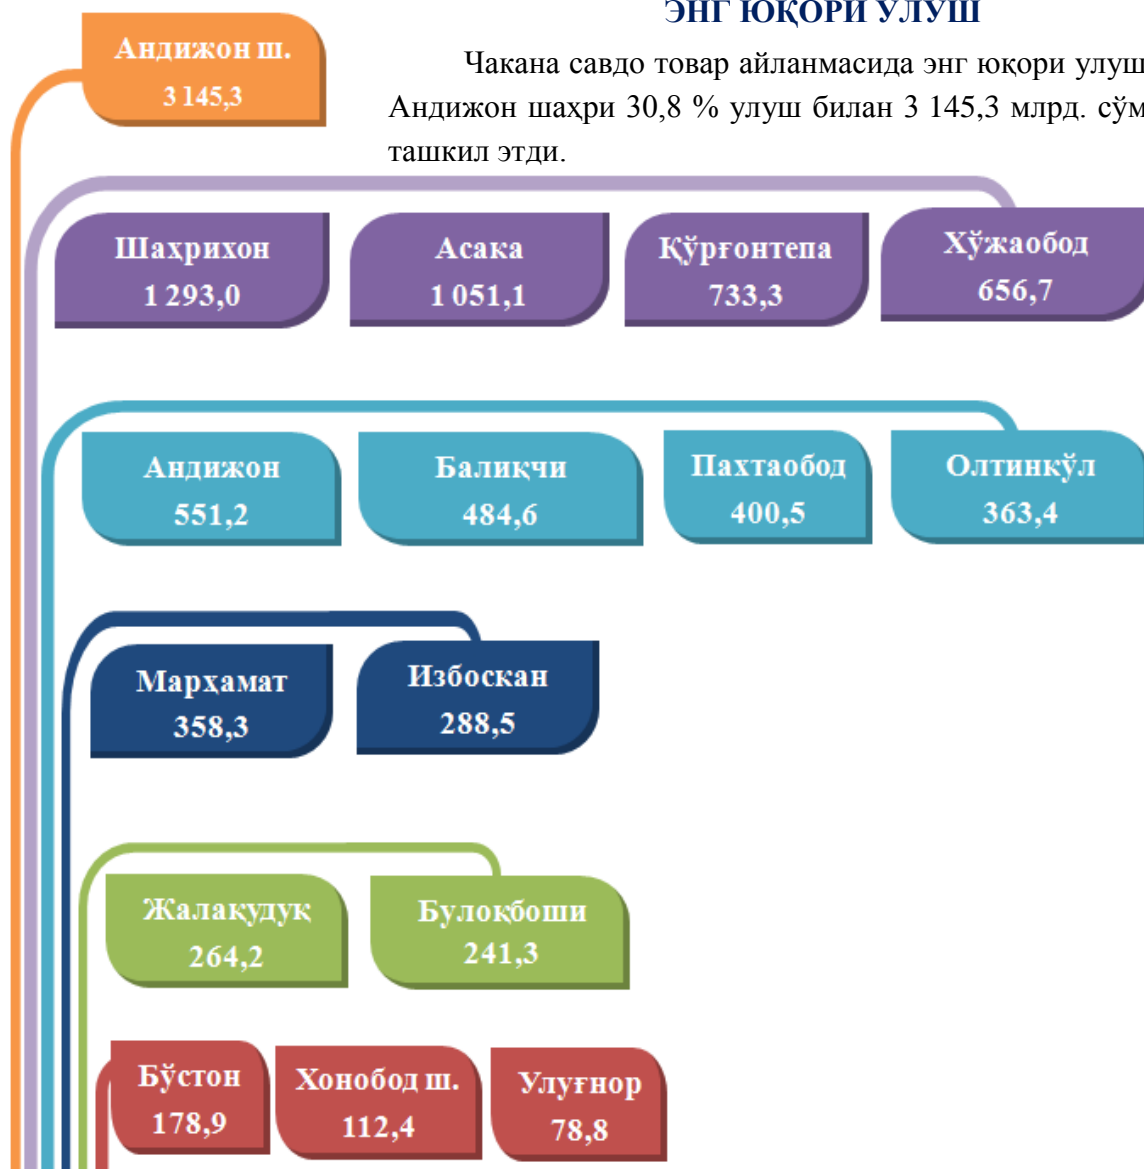 ЭНГ ЮҚОРИ УЛУШ
Андижон ш.
3 145,3
Чакана савдо товар айланмасида энг юқори улуш
Андижон шаҳри 30,8 % улуш билан 3 145,3 млрд. сўм
ташкил этди.
Шаҳрихон
1 293,0
Асака
1 051,1
Қўрғонтепа
733,3
Хўжаобод
656,7
Андижон
551,2
Балиқчи
484,6
Пахтаобод
400,5
Олтинкўл
363,4
Марҳамат
358,3
Избоскан
288,5
Жалақудуқ
264,2
Булоқбоши
241,3
Бўстон
178,9
Хонобод ш.
112,4
Улуғнор
78,8